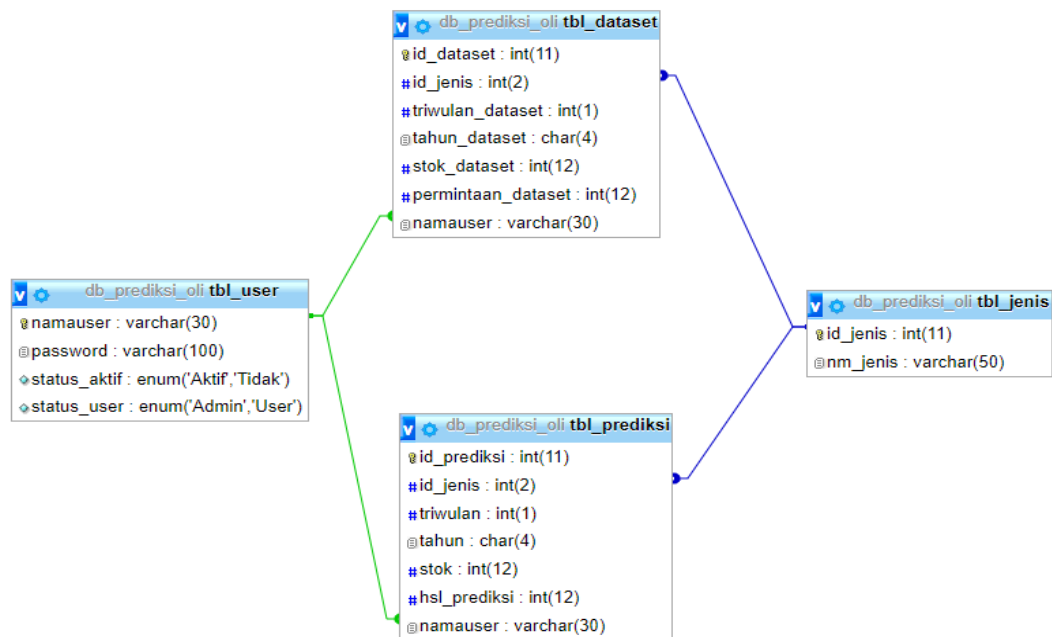 db_prediksi_oli tbl_dataset
id_dataset : int(11)
id_jenis : int(2)
triwulan_dataset : int(1)
tahun_dataset : char(4)
stok_dataset : int(12)
permintaan_dataset : int(12)
namauser : varchar(30)
db_prediksi_oli tbl_user
namauser : varchar(30)
password : varchar(100)
status_aktif : enum('Aktif','Tidak')
status_user : enum('Admin','User')
db_prediksi_oli tbl_jenis
id_jenis : int(11)
nm_jenis : varchar(50)
db_prediksi_oli tbl_prediksi
id_prediksi : int(11)
id_jenis : int(2)
triwulan : int(1)
tahun : char(4)
stok : int(12)
hsl_prediksi : int(12)
namauser : varchar(30)